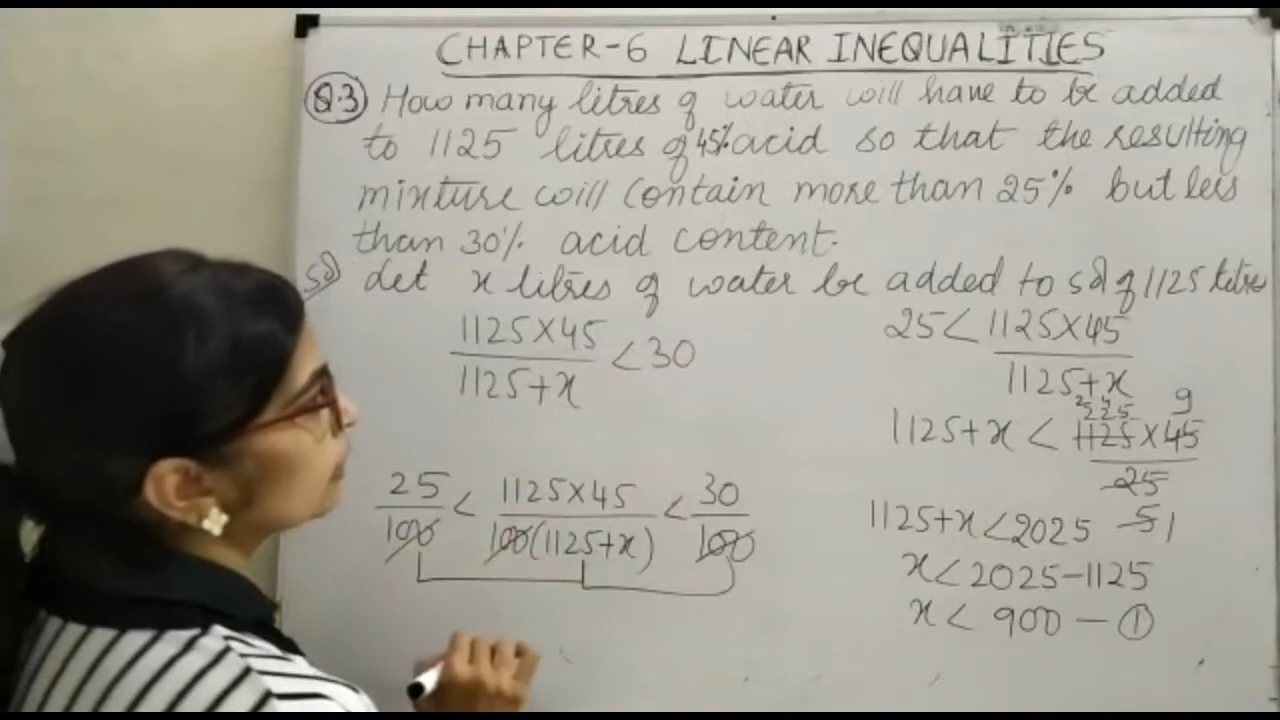 CHAPTER-6 LINEAR INEQUALITIES
Q.3 How many litres of water will have to be added
to 1125 litres of 45% acid so that the resulting
mixture will contain more than 25% but less
than 30% acid content.
Sol Let x litres of water be added to sol of 1125 litre
1125×45
1125+x
<30
25 < 1125×45
1125+x
225 9
1125+x < 1125×45
25
5 1
25 < 1125×45 < 30
100 100(1125+x) 100
1125+x<2025
x<2025-1125
x< 900 — ①